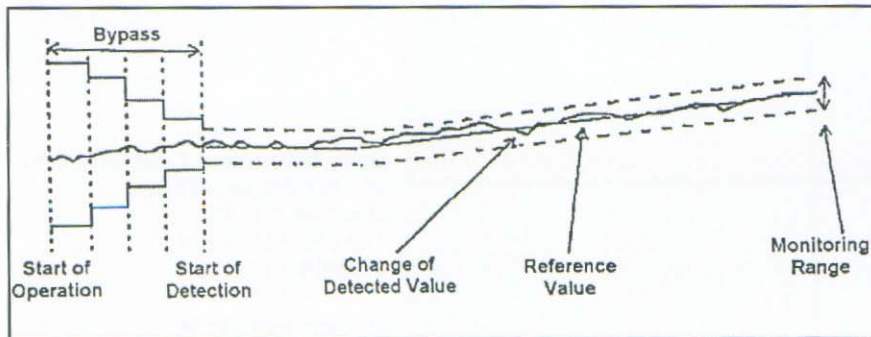 Bypass
Start of
Operation
Start of
Detection
Change of
Detected Value
Reference
Value
Monitoring
Range